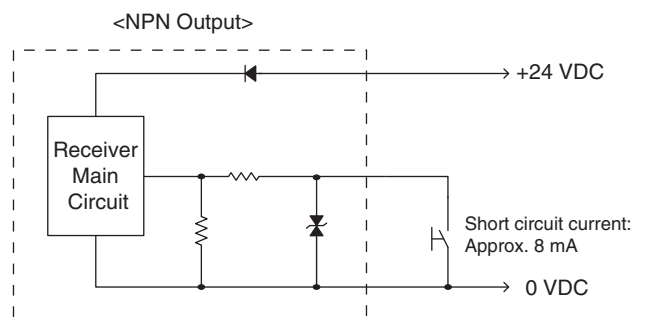 <NPN Output>
+24 VDC
Receiver
Main
Circuit
Short circuit current:
Approx. 8 mA
0 VDC